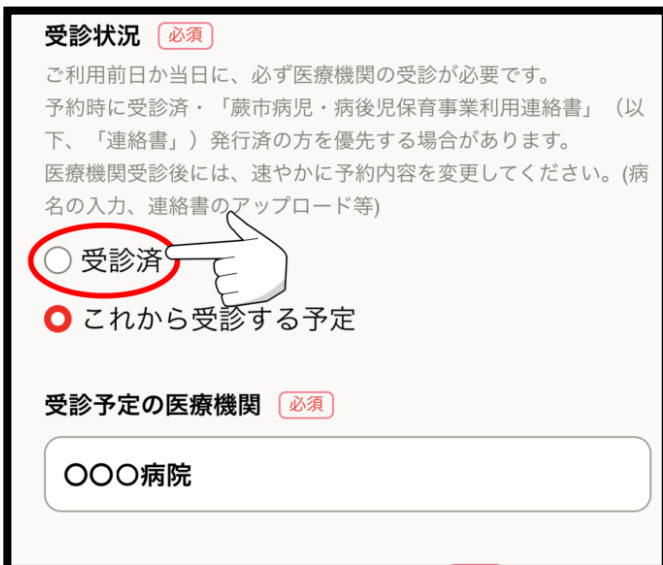 受診状況 必須
ご利用前日か当日に、必ず医療機関の受診が必要です。
予約時に受診済・「蕨市病児・病後児保育事業利用連絡書」（以
下、「連絡書」）発行済の方を優先する場合があります。
医療機関受診後には、速やかに予約内容を変更してください。(病
名の入力、連絡書のアップロード等)
受診済
これから受診する予定
受診予定の医療機関 必須
〇〇〇病院